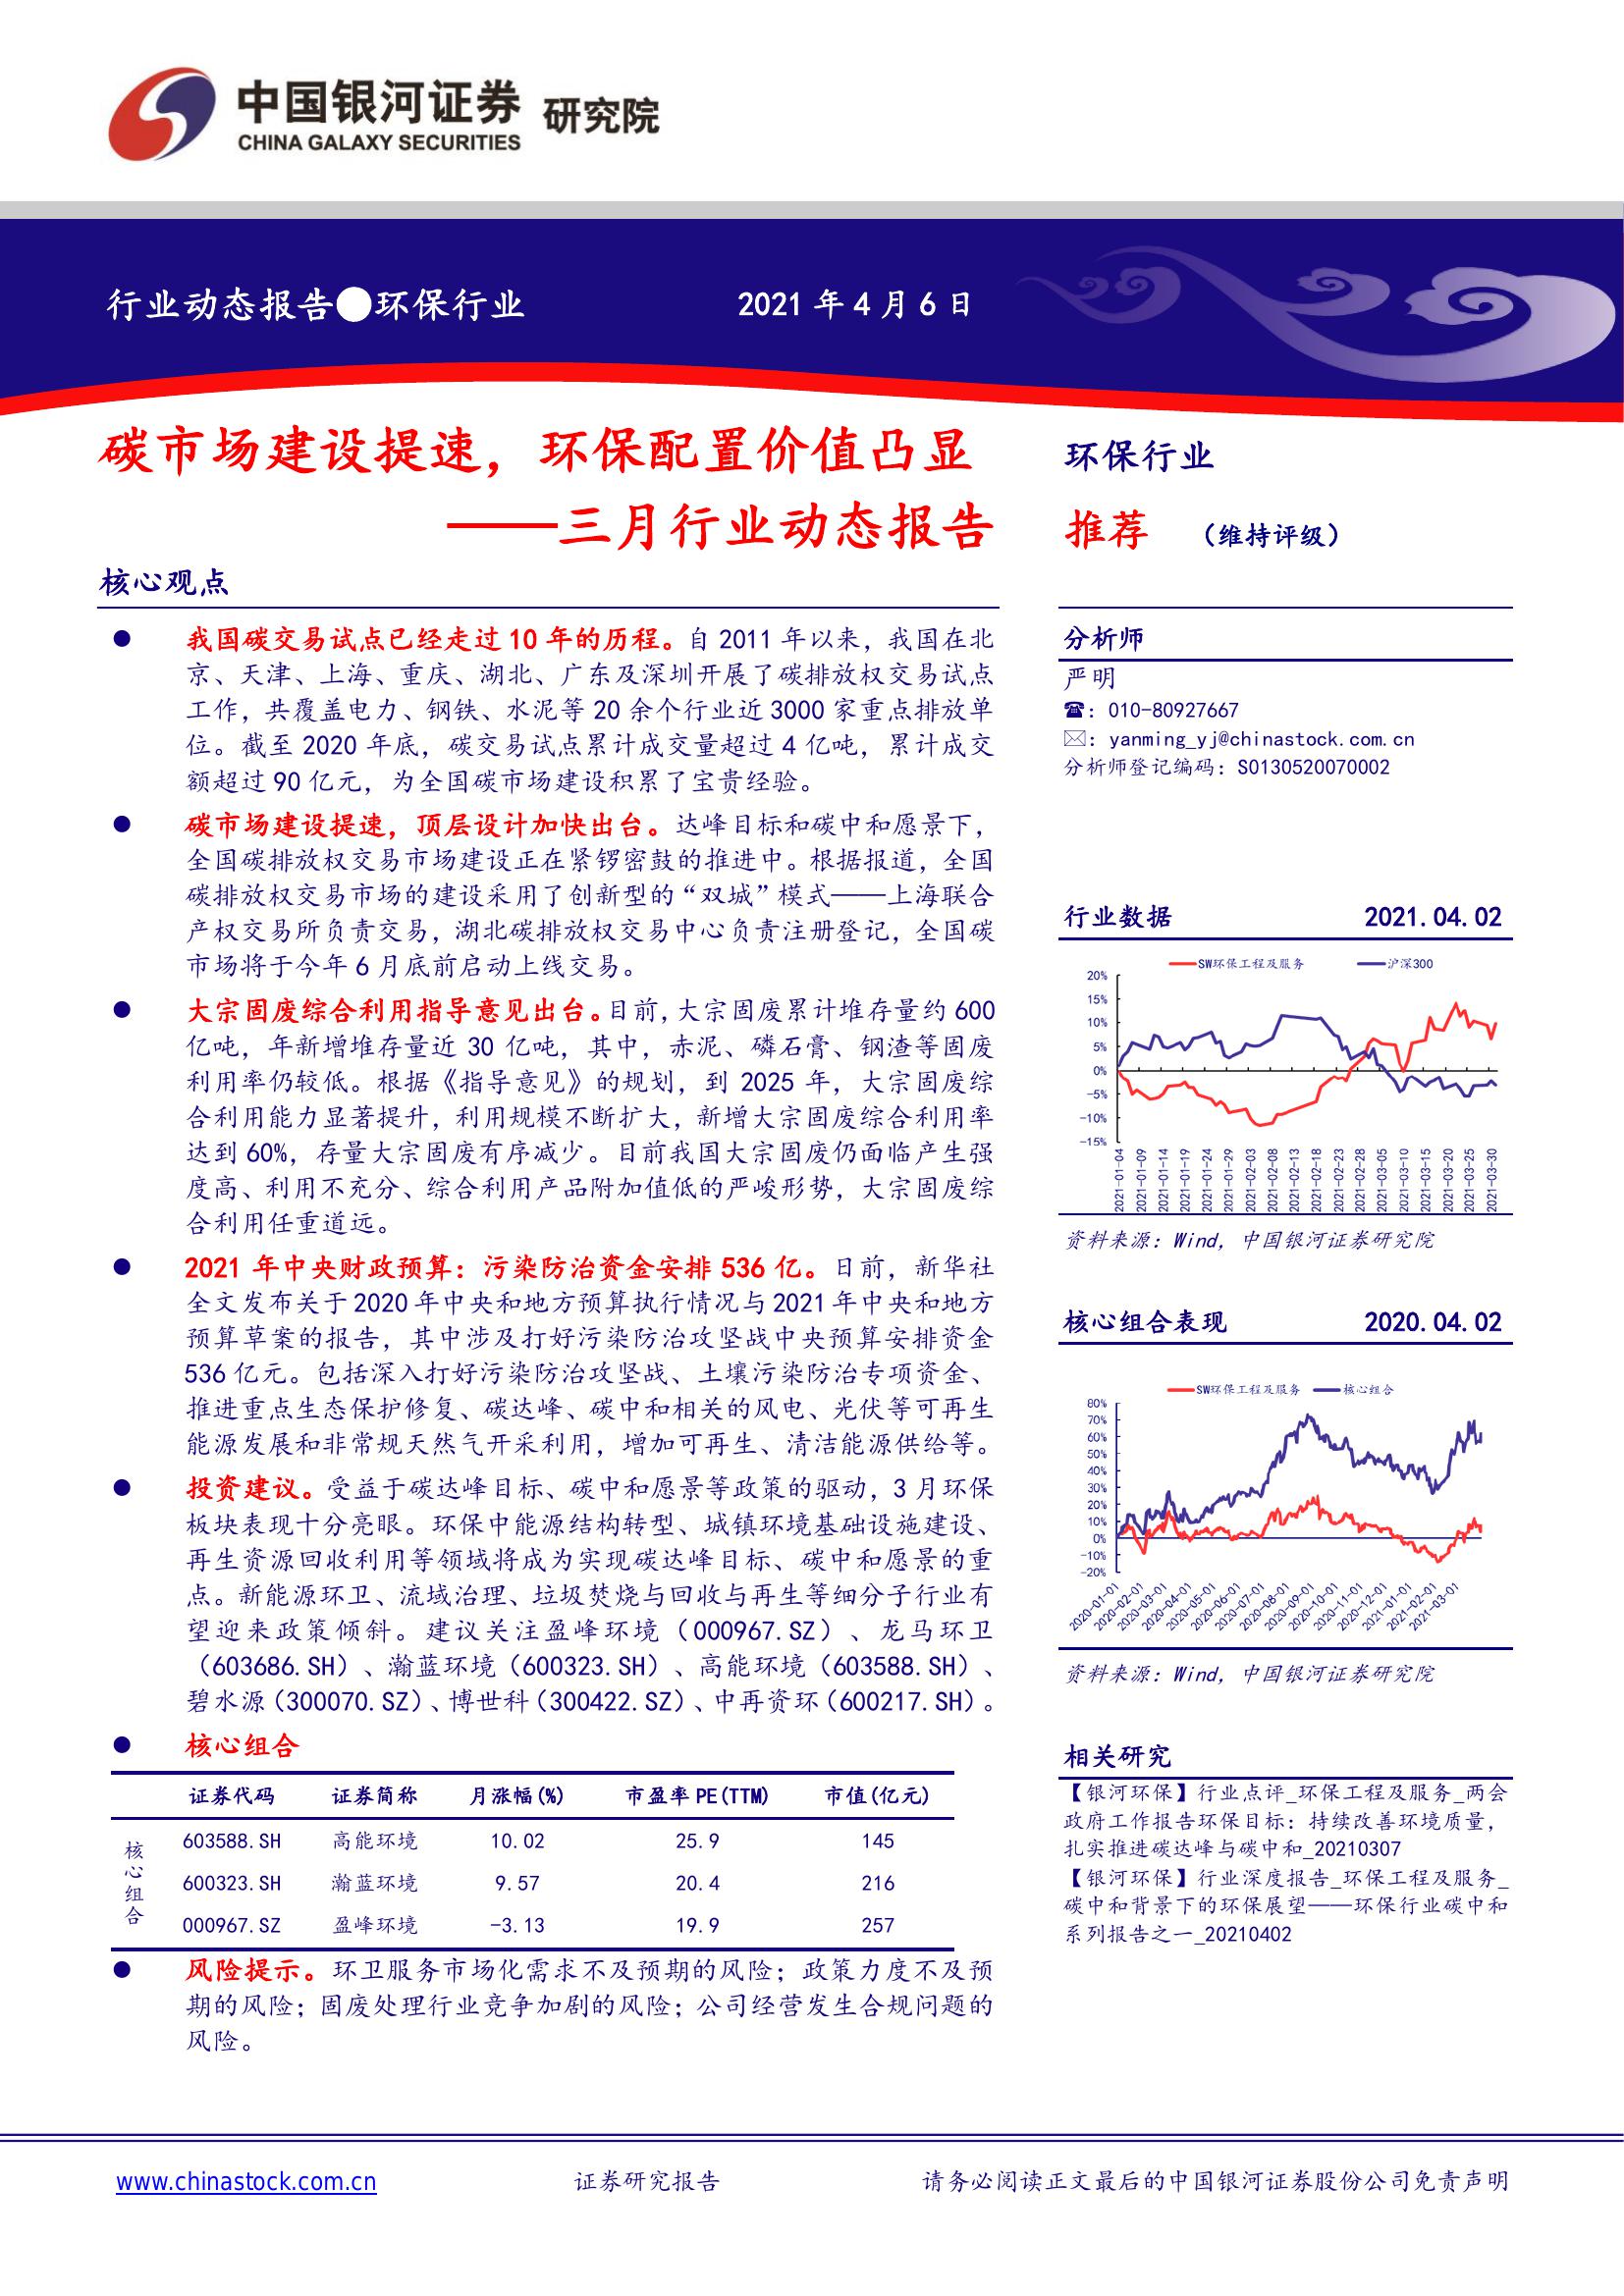 中国银河证券 研究院
CHINA GALAXY SECURITIES
行业动态报告●环保行业
2021 年 4 月 6 日
碳市场建设提速，环保配置价值凸显
——三月行业动态报告
核心观点
● 我国碳交易试点已经走过 10 年的历程。自 2011 年以来，我国在北
京、天津、上海、重庆、湖北、广东及深圳开展了碳排放权交易试点
工作，共覆盖电力、钢铁、水泥等 20 余个行业近 3000 家重点排放单
位。截至 2020 年底，碳交易试点累计成交量超过 4 亿吨，累计成交
额超过 90 亿元，为全国碳市场建设积累了宝贵经验。
● 碳市场建设提速，顶层设计加快出台。达峰目标和碳中和愿景下，
全国碳排放权交易市场建设正在紧锣密鼓的推进中。根据报道，全国
碳排放权交易市场的建设采用了创新型的“双城”模式——上海联合
产权交易所负责交易，湖北碳排放权交易中心负责注册登记，全国碳
市场将于今年 6 月底前启动上线交易。
● 大宗固废综合利用指导意见出台。目前，大宗固废累计堆存量约 600
亿吨，年新增堆存量近 30 亿吨，其中，赤泥、磷石膏、钢渣等固废
利用率仍较低。根据《指导意见》的规划，到 2025 年，大宗固废综
合利用能力显著提升，利用规模不断扩大，新增大宗固废综合利用率
达到 60%，存量大宗固废有序减少。目前我国大宗固废仍面临产生强
度高、利用不充分、综合利用产品附加值低的严峻形势，大宗固废综
合利用任重道远。
● 2021 年中央财政预算：污染防治资金安排 536 亿。日前，新华社
全文发布关于 2020 年中央和地方预算执行情况与 2021 年中央和地方
预算草案的报告，其中涉及打好污染防治攻坚战中央预算安排资金
536 亿元。包括深入打好污染防治攻坚战、土壤污染防治专项资金、
推进重点生态保护修复、碳达峰、碳中和相关的风电、光伏等可再生
能源发展和非常规天然气开采利用，增加可再生、清洁能源供给等。
● 投资建议。受益于碳达峰目标、碳中和愿景等政策的驱动，3 月环保
板块表现十分亮眼。环保中能源结构转型、城镇环境基础设施建设、
再生资源回收利用等领域将成为实现碳达峰目标、碳中和愿景的重
点。新能源环卫、流域治理、垃圾焚烧与回收与再生等细分子行业有
望迎来政策倾斜。建议关注盈峰环境（000967.SZ）、龙马环卫
（603686.SH）、瀚蓝环境（600323.SH）、高能环境（603588.SH）、
碧水源（300070.SZ）、博世科（300422.SZ）、中再资环（600217.SH）。
● 核心组合
证券代码 证券简称 月涨幅(%) 市盈率 PE(TTM) 市值(亿元)
核心组合
603588.SH 高能环境 10.02 25.9 145
600323.SH 瀚蓝环境 9.57 20.4 216
000967.SZ 盈峰环境 -3.13 19.9 257
● 风险提示。环卫服务市场化需求不及预期的风险；政策力度不及预
期的风险；固废处理行业竞争加剧的风险；公司经营发生合规问题的
风险。
环保行业
推荐 （维持评级）
分析师
严明
☎：010-80927667
✉：yanming_yj@chinastock.com.cn
分析师登记编码：S0130520070002
行业数据 2021.04.02
SW环保工程及服务 沪深300
20%
15%
10%
5%
0%
-5%
-10%
-15%
2021-01-04
2021-01-09
2021-01-14
2021-01-19
2021-01-24
2021-01-29
2021-02-03
2021-02-08
2021-02-13
2021-02-18
2021-02-23
2021-02-28
2021-03-05
2021-03-10
2021-03-15
2021-03-20
2021-03-25
2021-03-30
资料来源：Wind，中国银河证券研究院
核心组合表现 2020.04.02
SW环保工程及服务 核心组合
80%
70%
60%
50%
40%
30%
20%
10%
0%
-10%
-20%
2020-01-01
2020-02-01
2020-03-01
2020-04-01
2020-05-01
2020-06-01
2020-07-01
2020-08-01
2020-09-01
2020-10-01
2020-11-01
2020-12-01
2021-01-01
2021-02-01
2021-03-01
资料来源：Wind，中国银河证券研究院
相关研究
【银河环保】行业点评_环保工程及服务_两会
政府工作报告环保目标：持续改善环境质量，
扎实推进碳达峰与碳中和_20210307
【银河环保】行业深度报告_环保工程及服务_
碳中和背景下的环保展望——环保行业碳中和
系列报告之一_20210402
www.chinastock.com.cn
证券研究报告
请务必阅读正文最后的中国银河证券股份公司免责声明